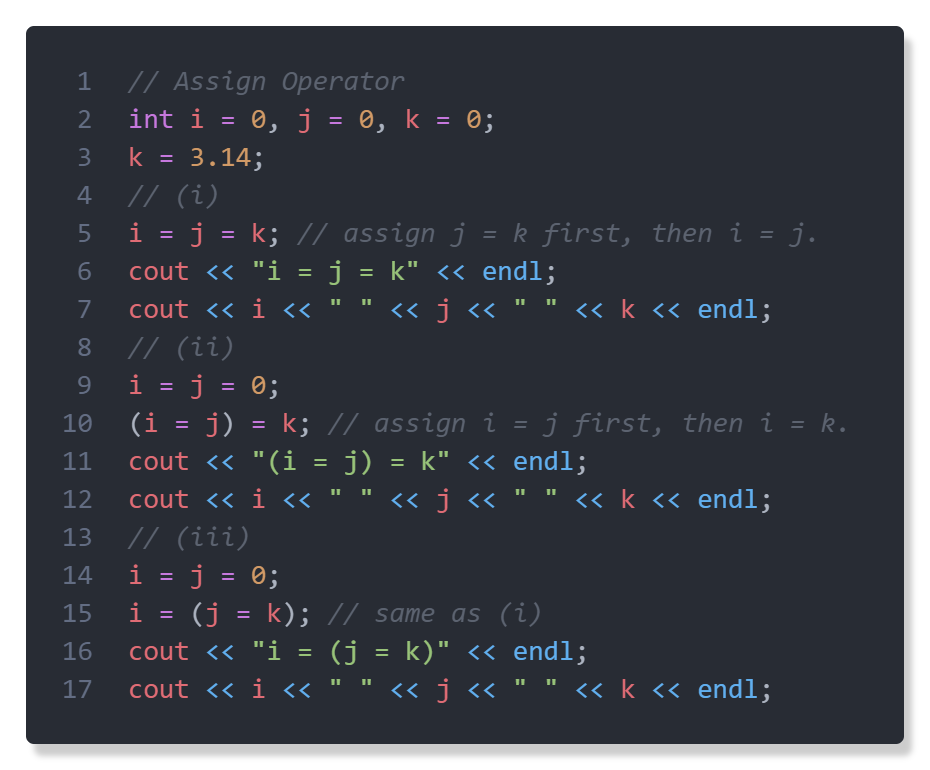 1 // Assign Operator
2 int i = 0, j = 0, k = 0;
3 k = 3.14;
4 // (i)
5 i = j = k; // assign j = k first, then i = j.
6 cout << "i = j = k" << endl;
7 cout << i << " " << j << " " << k << endl;
8 // (ii)
9 i = j = 0;
10 (i = j) = k; // assign i = j first, then i = k.
11 cout << "(i = j) = k" << endl;
12 cout << i << " " << j << " " << k << endl;
13 // (iii)
14 i = j = 0;
15 i = (j = k); // same as (i)
16 cout << "i = (j = k)" << endl;
17 cout << i << " " << j << " " << k << endl;